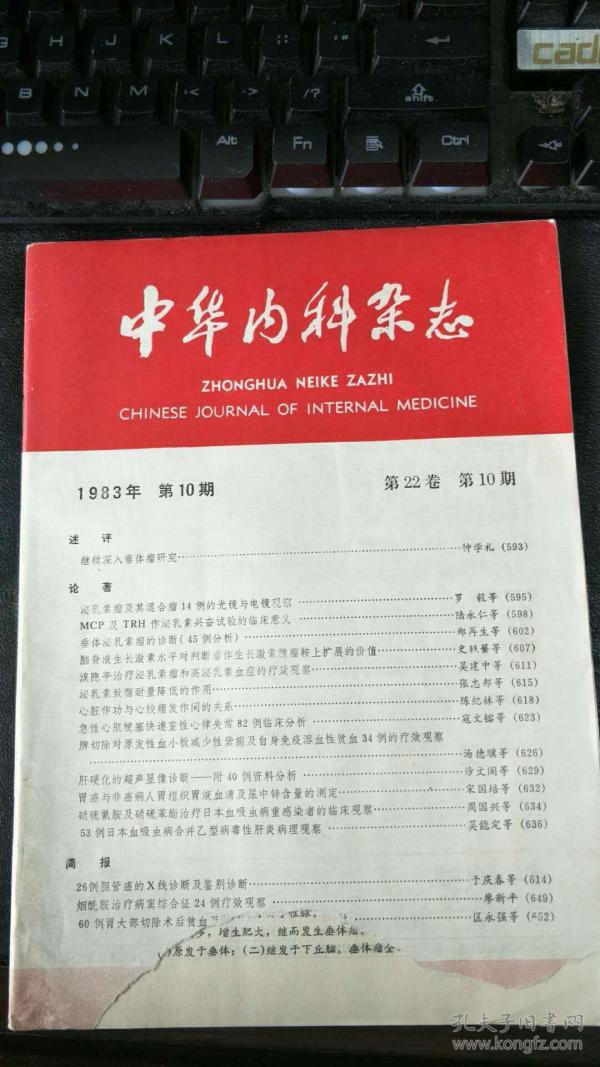 G H J K L : ; " '
B N M < , > . ? /
shift
Alt Fn Ctrl
cad
中华内科杂志
ZHONGHUA NEIKE ZAZHI
CHINESE JOURNAL OF INTERNAL MEDICINE
1983年 第10期 第22卷 第10期
述 评
继续深入垂体瘤研究 钟学礼 (593)
论 著
泌乳素瘤及其混合瘤14例的光镜与电镜观察 罗 毅等 (595)
MCP 及 TRH 作泌乳素兴奋试验的临床意义 陆永仁等 (598)
垂体泌乳素瘤的诊断(45例分析) 郑再生等 (602)
脑脊液生长激素水平对判断垂体生长激素腺瘤鞍上扩展的价值 史轶蘩等 (607)
溴隐亭治疗泌乳素瘤和高泌乳素血症的疗效观察 吴建中等 (611)
泌乳素致糖耐量降低的作用 张忠邦等 (615)
心脏作功与心绞痛发作间的关系 陈纪林等 (618)
急性心肌梗塞快速室性心律失常82例临床分析 寇文镕等 (623)
脾切除对原发性血小板减少性紫癜及自身免疫溶血性贫血34例的疗效观察
汤德骥等 (626)
肝硬化的超声显像诊断——附40例资料分析 沙文阁等 (629)
胃癌与非癌病人胃组织胃液血清及尿中锌含量的测定 宋国培等 (632)
硝硫氰胺及硝硫苯酯治疗日本血吸虫病重感染者的临床观察 周国兴等 (634)
53例日本血吸虫病合并乙型病毒性肝炎病理观察 吴能定等 (636)
简 报
26例胆管癌的X线诊断及鉴别诊断 于庆春等 (614)
烟酰胺治疗病窦综合征24例疗效观察 廖新平 (649)
60例胃大部切除术后贫血 区永强等 (652)
增生肥大, 继而发生垂体瘤
原发于垂体; (二)继发于下丘脑。垂体瘤
孔夫子旧书网
www.kongfz.com